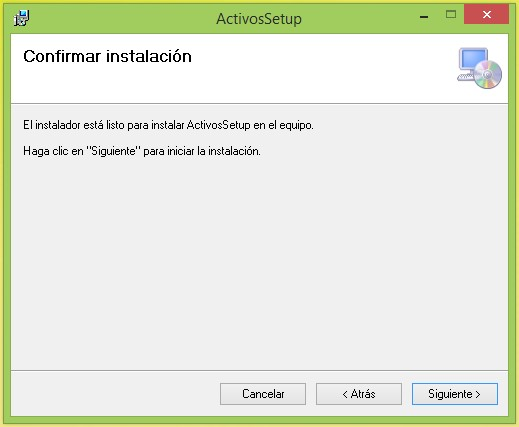 ActivosSetup
Confirmar instalación
El instalador está listo para instalar ActivosSetup en el equipo.
Haga clic en "Siguiente" para iniciar la instalación.
Cancelar
< Atrás
Siguiente >